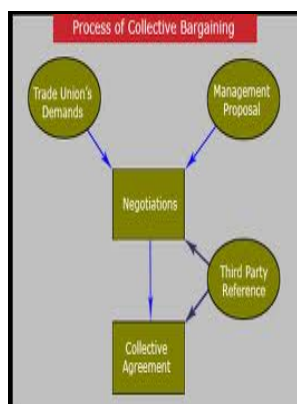 Process of Collective Bargaining
Trade Union's
Demands
Management
Proposal
Negotiations
Third Party
Reference
Collective
Agreement